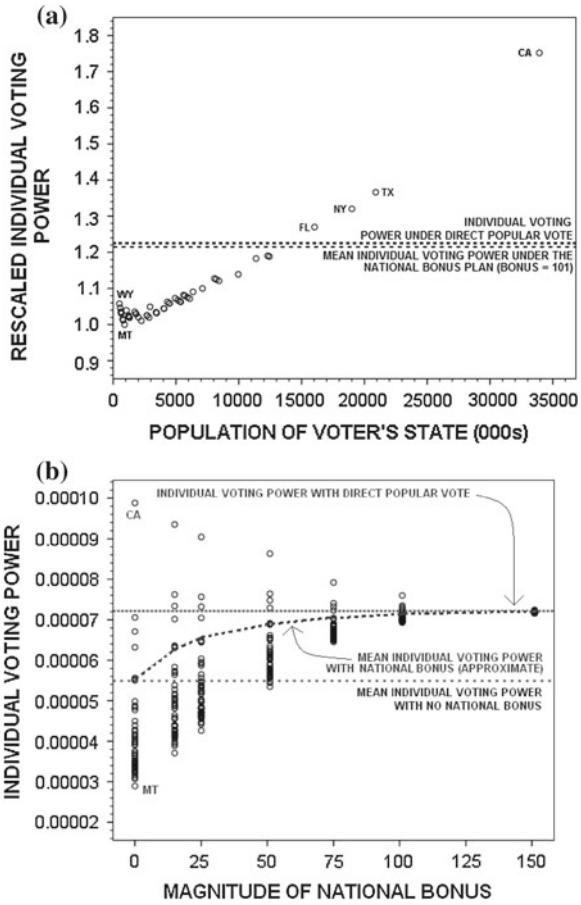 (a)
RESCALED INDIVIDUAL VOTING
POWER
1.8
1.7
1.6
1.5
1.4
1.3
1.2
1.1
1.0
0.9
CA
TX
NY
FL
INDIVIDUAL VOTING
POWER UNDER DIRECT POPULAR VOTE
MEAN INDIVIDUAL VOTING POWER UNDER THE
NATIONAL BONUS PLAN (BONUS = 101)
WY
MT
0 5000 10000 15000 20000 25000 30000 35000
POPULATION OF VOTER'S STATE (000s)
(b)
INDIVIDUAL VOTING POWER
0.00010
0.00009
0.00008
0.00007
0.00006
0.00005
0.00004
0.00003
0.00002
INDIVIDUAL VOTING POWER WITH DIRECT POPULAR VOTE
CA
MEAN INDIVIDUAL VOTING POWER
WITH NATIONAL BONUS (APPROXIMATE)
MEAN INDIVIDUAL VOTING POWER
WITH NO NATIONAL BONUS
MT
0 25 50 75 100 125 150
MAGNITUDE OF NATIONAL BONUS